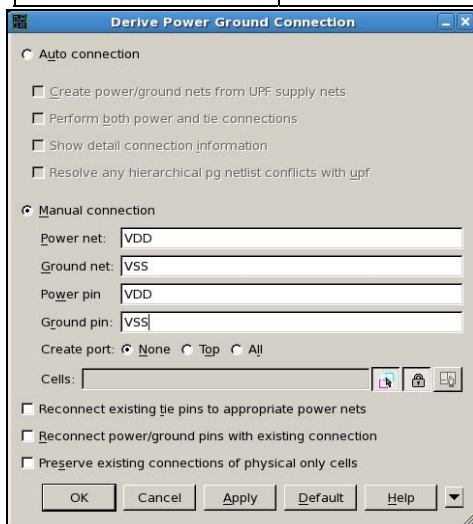 Derive Power Ground Connection
Auto connection
Create power/ground nets from UPF supply nets
Perform both power and tie connections
Show detail connection information
Resolve any hierarchical pg netlist conflicts with upf
Manual connection
Power net: VDD
Ground net: VSS
Power pin VDD
Ground pin: VSS
Create port: None Top All
Cells:
Reconnect existing tie pins to appropriate power nets
Reconnect power/ground pins with existing connection
Preserve existing connections of physical only cells
OK Cancel Apply Default Help